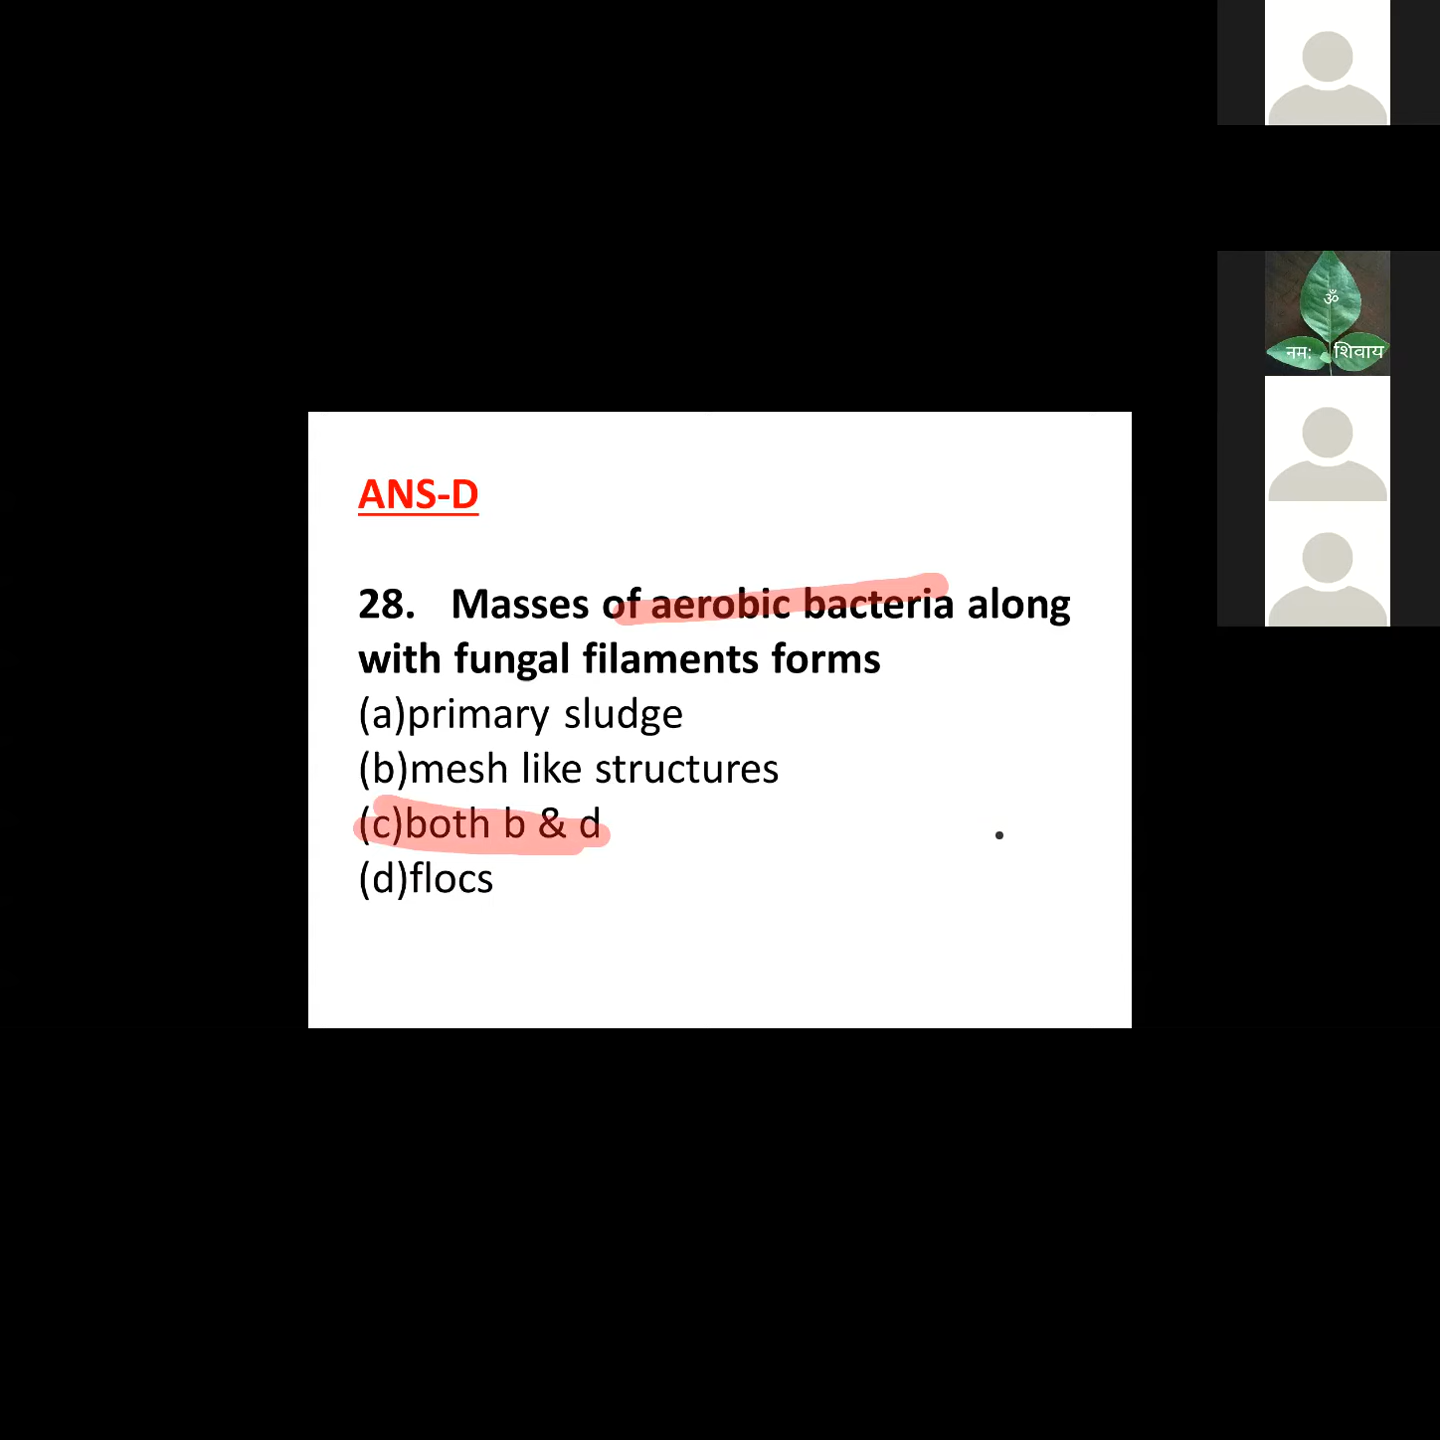 ANS-D
28. Masses of aerobic bacteria along
with fungal filaments forms
(a)primary sludge
(b)mesh like structures
(c)both b & d
(d)flocs
ॐ
नम: शिवाय